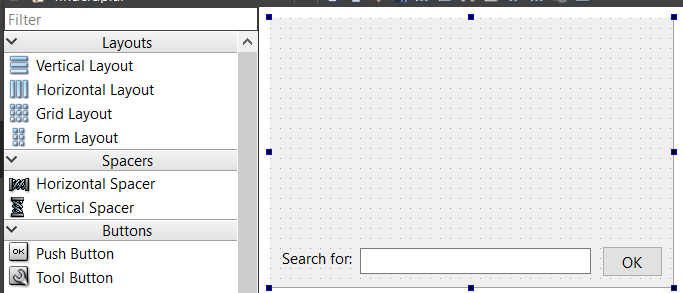 Filter
Layouts
Vertical Layout
Horizontal Layout
Grid Layout
Form Layout
Spacers
Horizontal Spacer
Vertical Spacer
Buttons
OK Push Button
Tool Button
Search for: OK